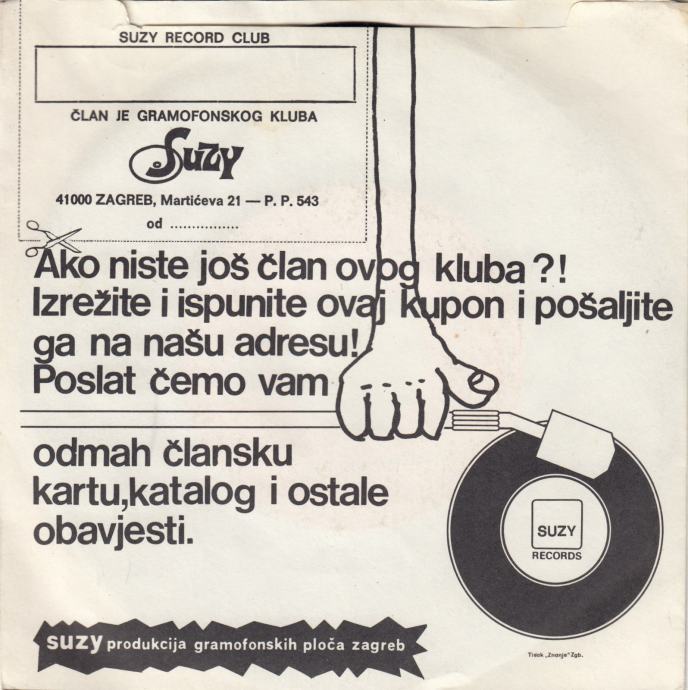 SUZY RECORD CLUB
ČLAN JE GRAMOFONSKOG KLUBA
Suzy
41000 ZAGREB, Martićeva 21 — P. P. 543
od ................
Ako niste još član ovog kluba?!
Izrežite i ispunite ovaj kupon i pošaljite
ga na našu adresu!
Poslat čemo vam
odmah člansku
kartu,katalog i ostale
obavjesti.
SUZY
RECORDS
suzy produkcija gramofonskih ploča zagreb
Tisak „Znanje" Zgb.